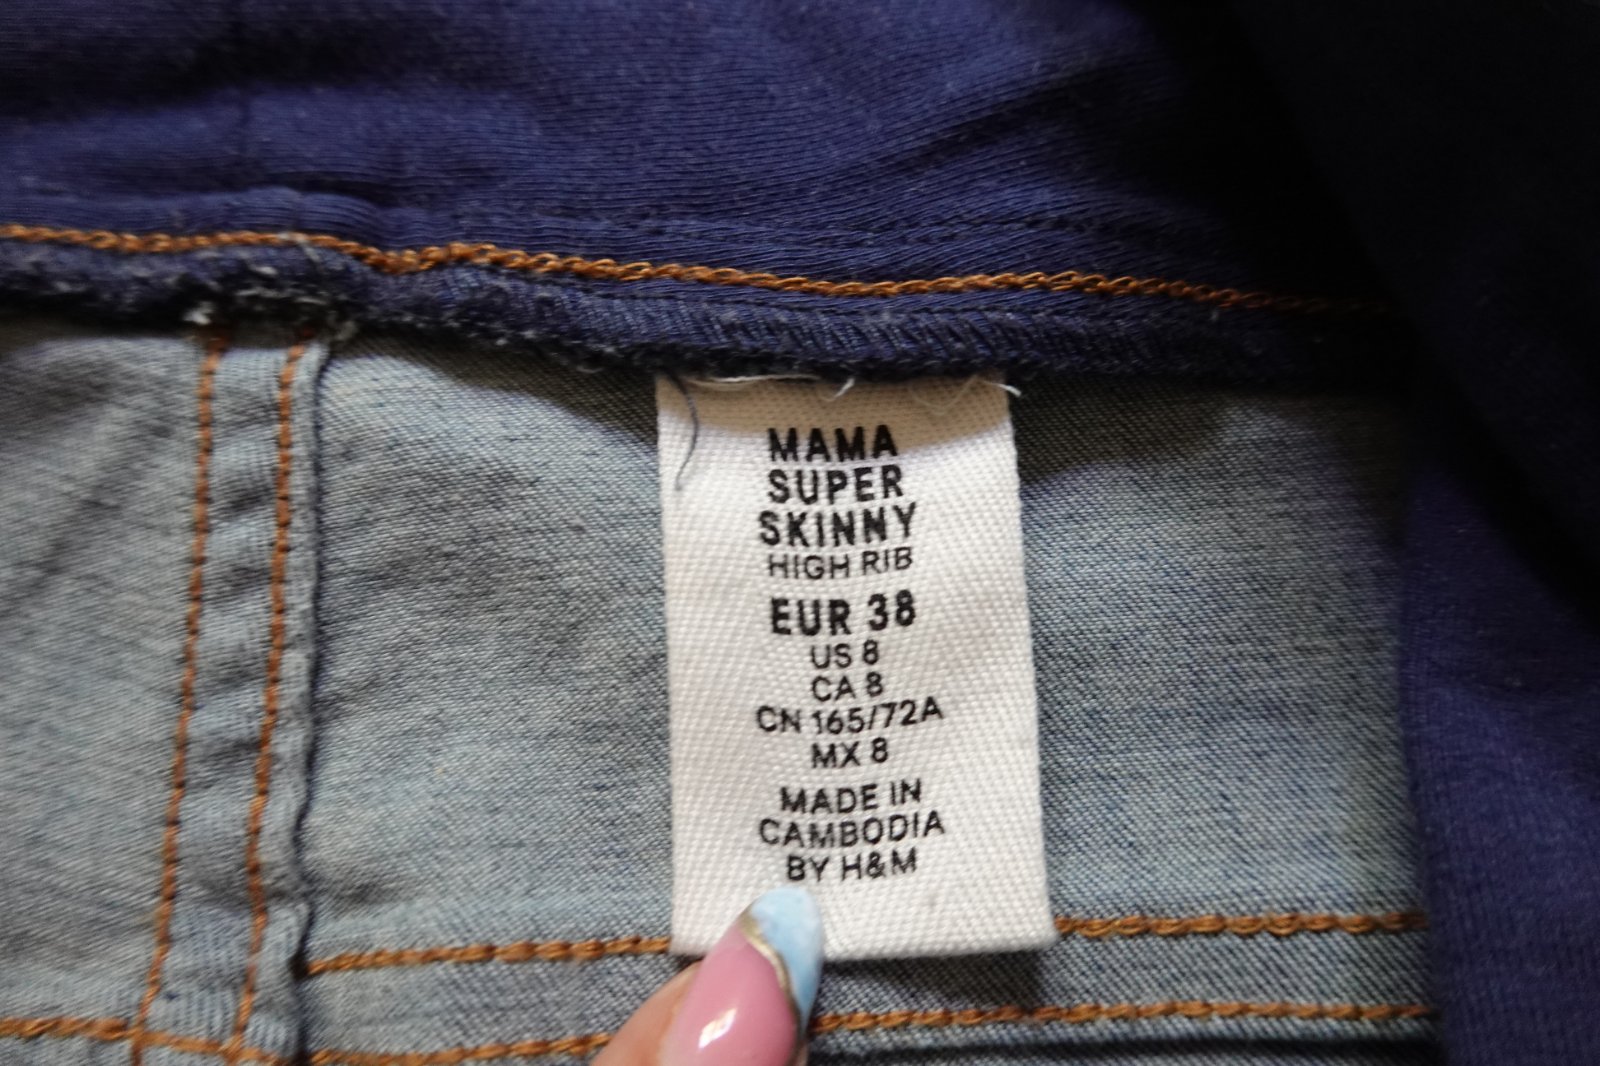 MAMA
SUPER
SKINNY
HIGH RIB
EUR 38
US 8
CA 8
CN 165/72A
MX 8
MADE IN
CAMBODIA
BY H&M